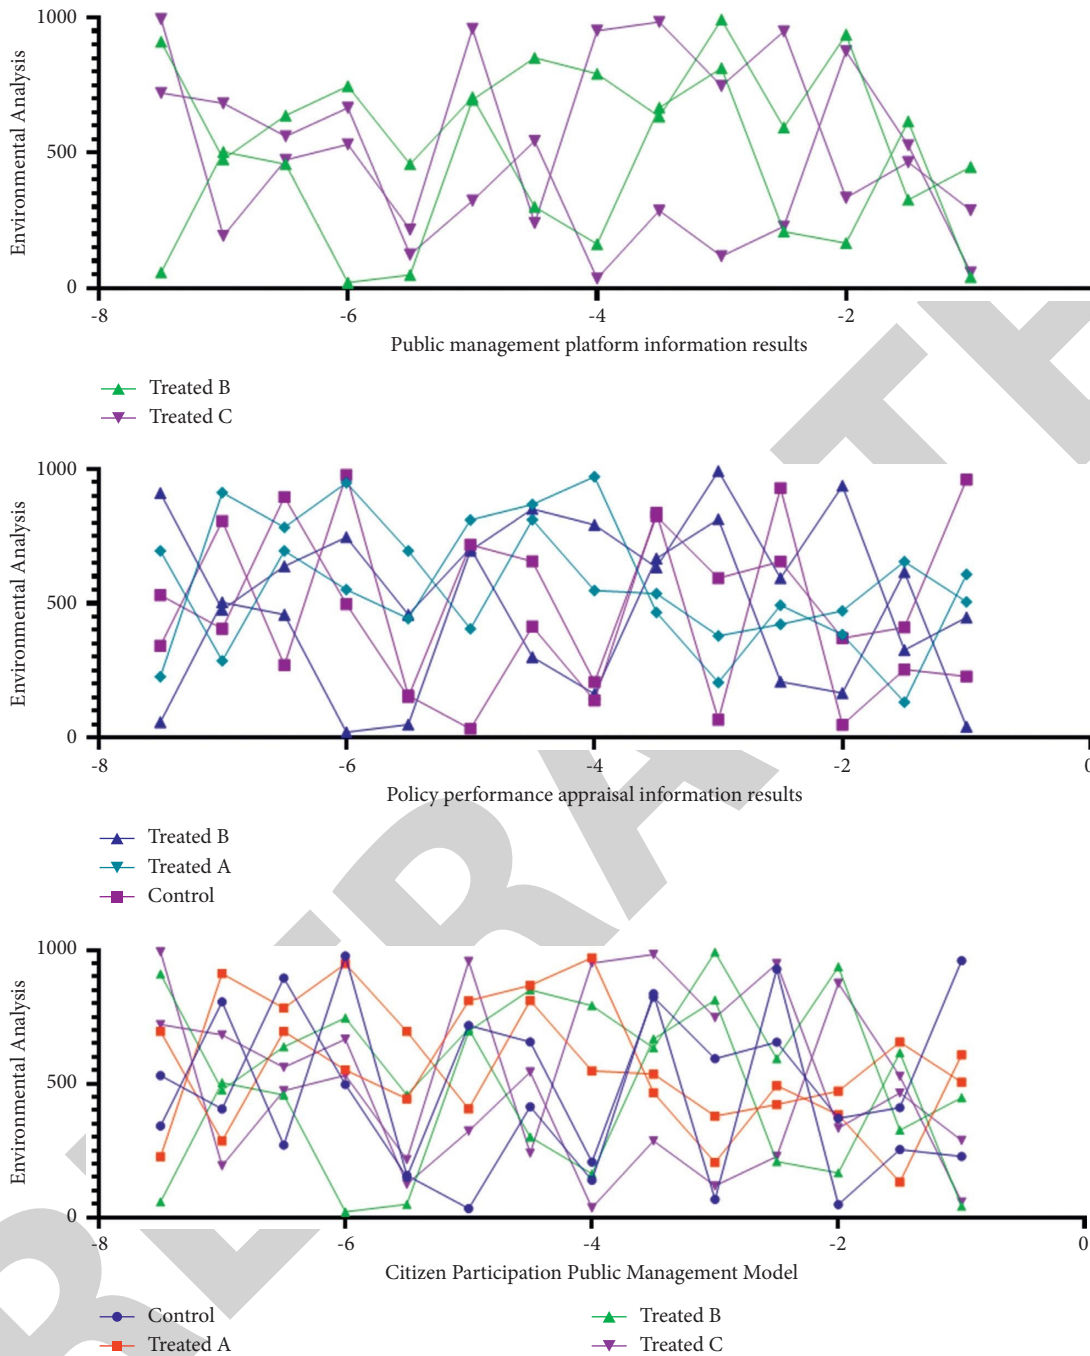 1000
500
0
Environmental Analysis
-8 -6 -4 -2
Public management platform information results
Treated B
Treated C
1000
500
0
Environmental Analysis
-8 -6 -4 -2 0
Policy performance appraisal information results
Treated B
Treated A
Control
1000
500
0
Environmental Analysis
-8 -6 -4 -2 0
Citizen Participation Public Management Model
Control
Treated A
Treated B
Treated C